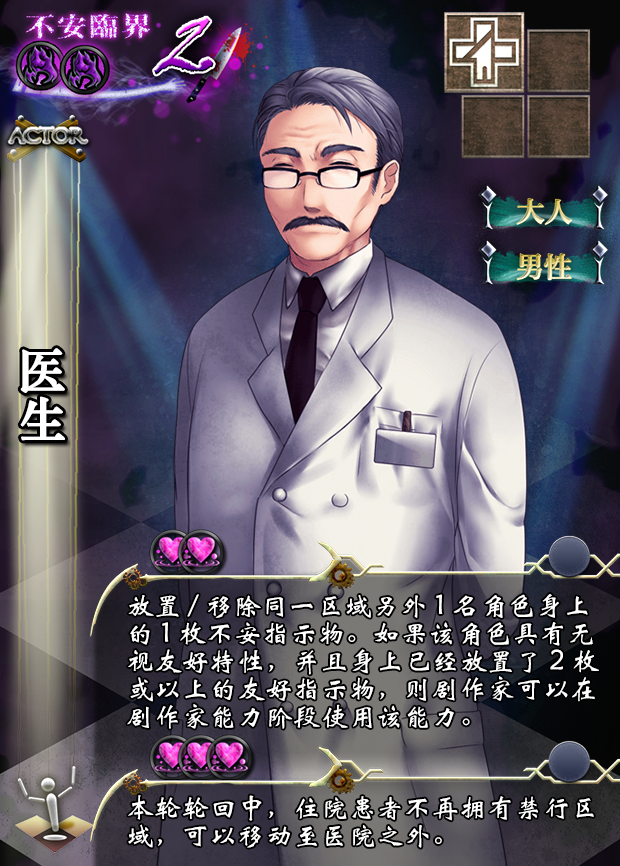 不安臨界
2
ACTOR
大人
男性
医生
放置/移除同一区域另外1名角色身上
的1枚不安指示物。如果该角色具有无
视友好特性，并且身上已经放置了2枚
或以上的友好指示物，则剧作家可以在
剧作家能力阶段使用该能力。
本轮轮回中，住院患者不再拥有禁行区
域，可以移动至医院之外。